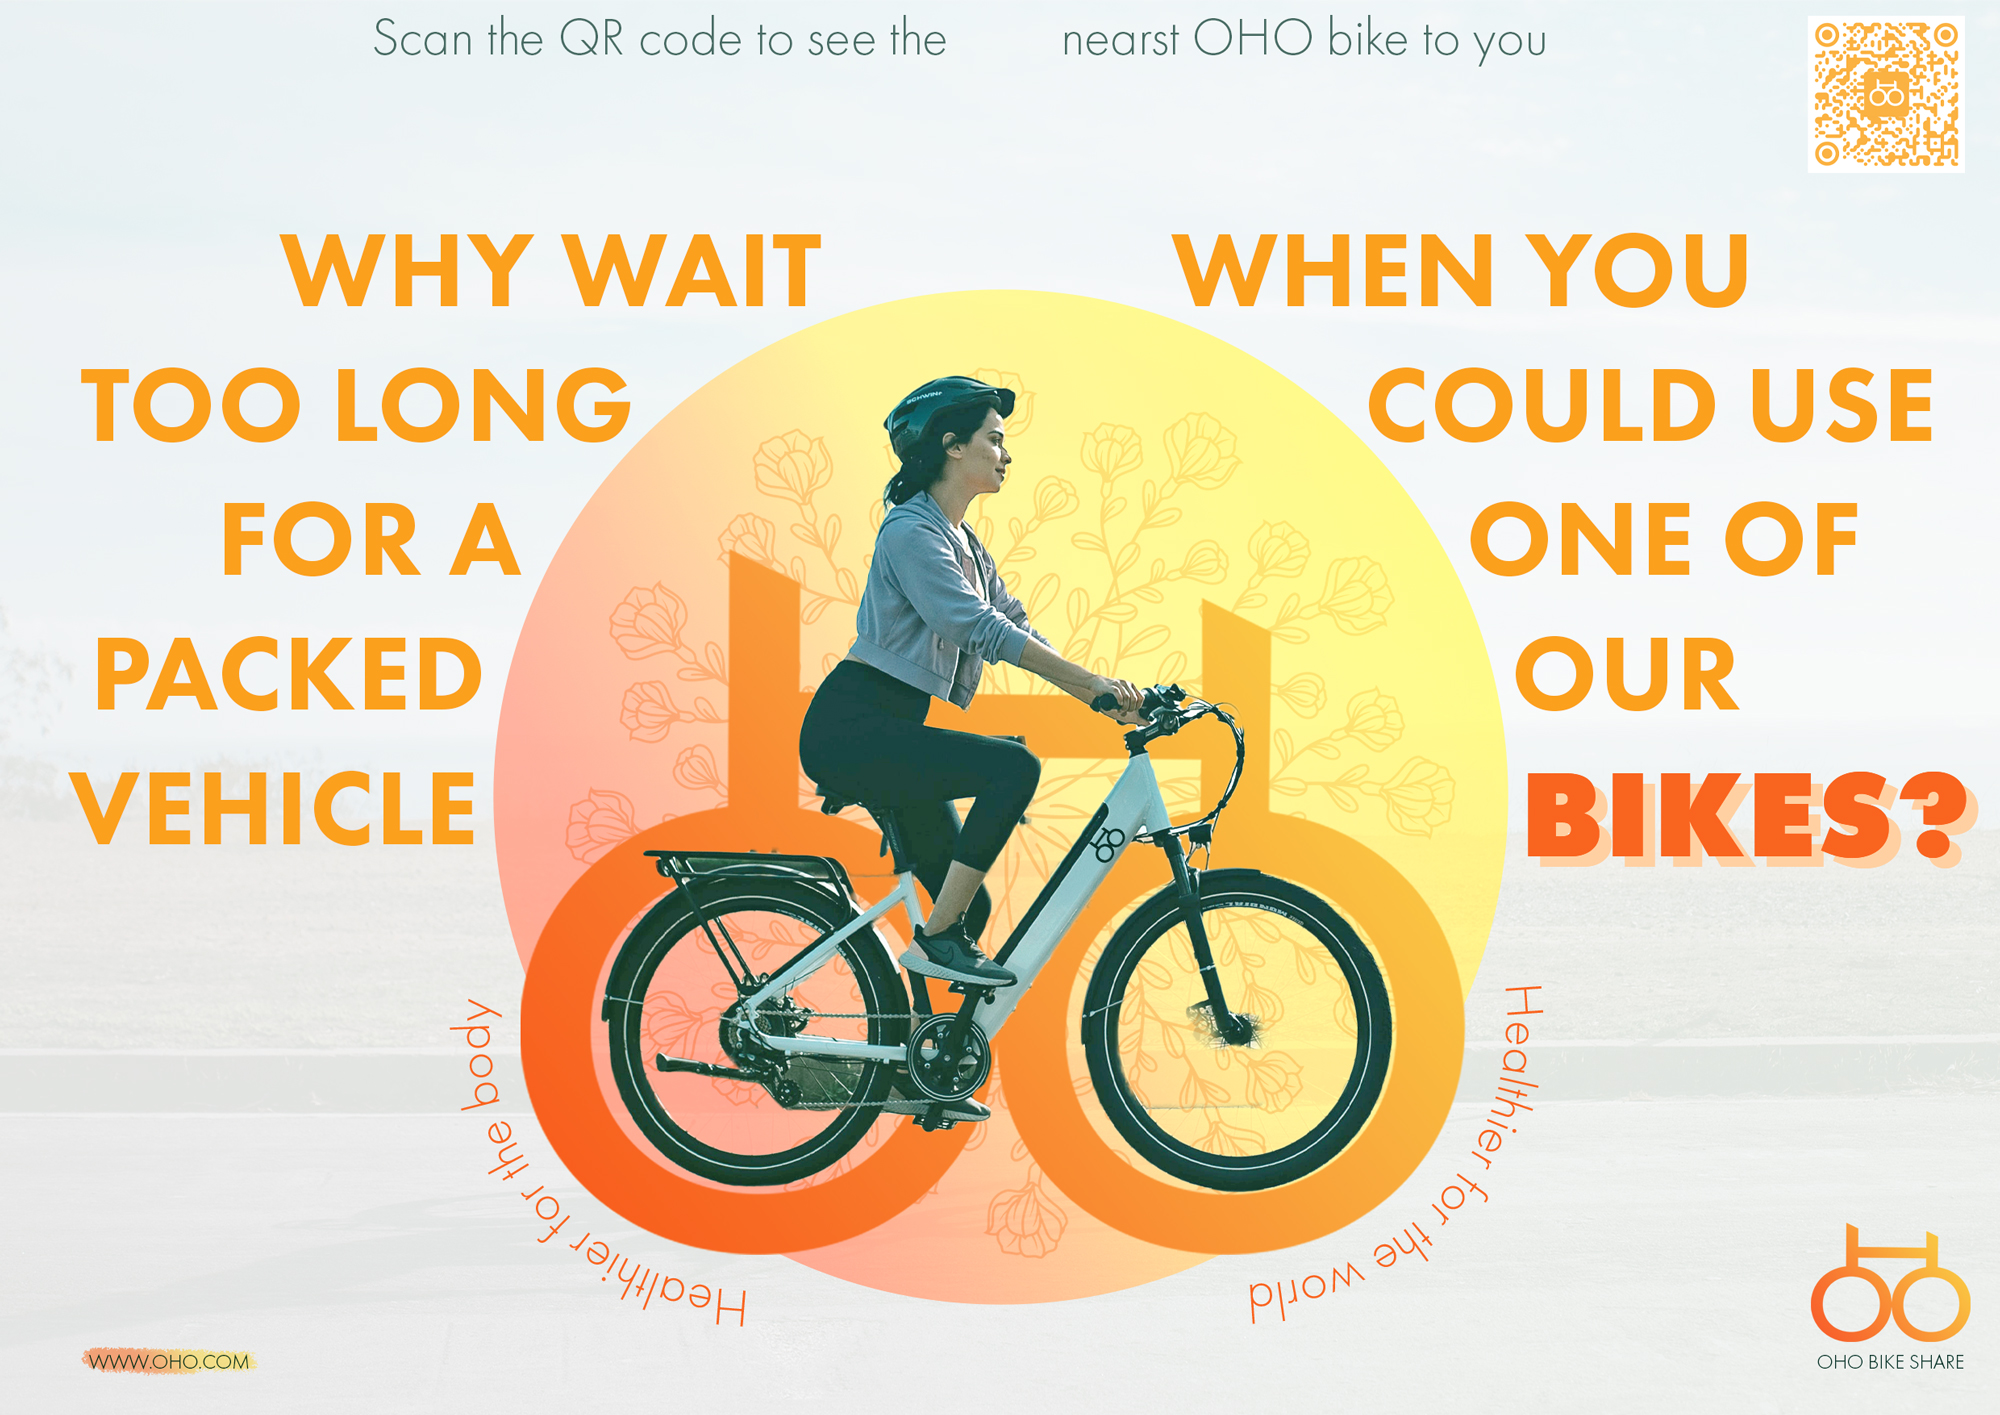 Scan the QR code to see the nearst OHO bike to you
WHY WAIT
TOO LONG
FOR A
PACKED
VEHICLE
WHEN YOU
COULD USE
ONE OF
OUR
BIKES?
SCHWINN
Healthier for the body
Healthier for the world
WWW.OHO.COM
OHO BIKE SHARE